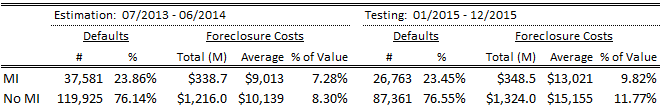 Estimation: 07/2013 - 06/2014 Testing: 01/2015 - 12/2015
Defaults Foreclosure Costs Defaults Foreclosure Costs
# % Total (M) Average % of Value # % Total (M) Average % of Value
MI 37,581 23.86% $338.7 $9,013 7.28% 26,763 23.45% $348.5 $13,021 9.82%
No MI 119,925 76.14% $1,216.0 $10,139 8.30% 87,361 76.55% $1,324.0 $15,155 11.77%